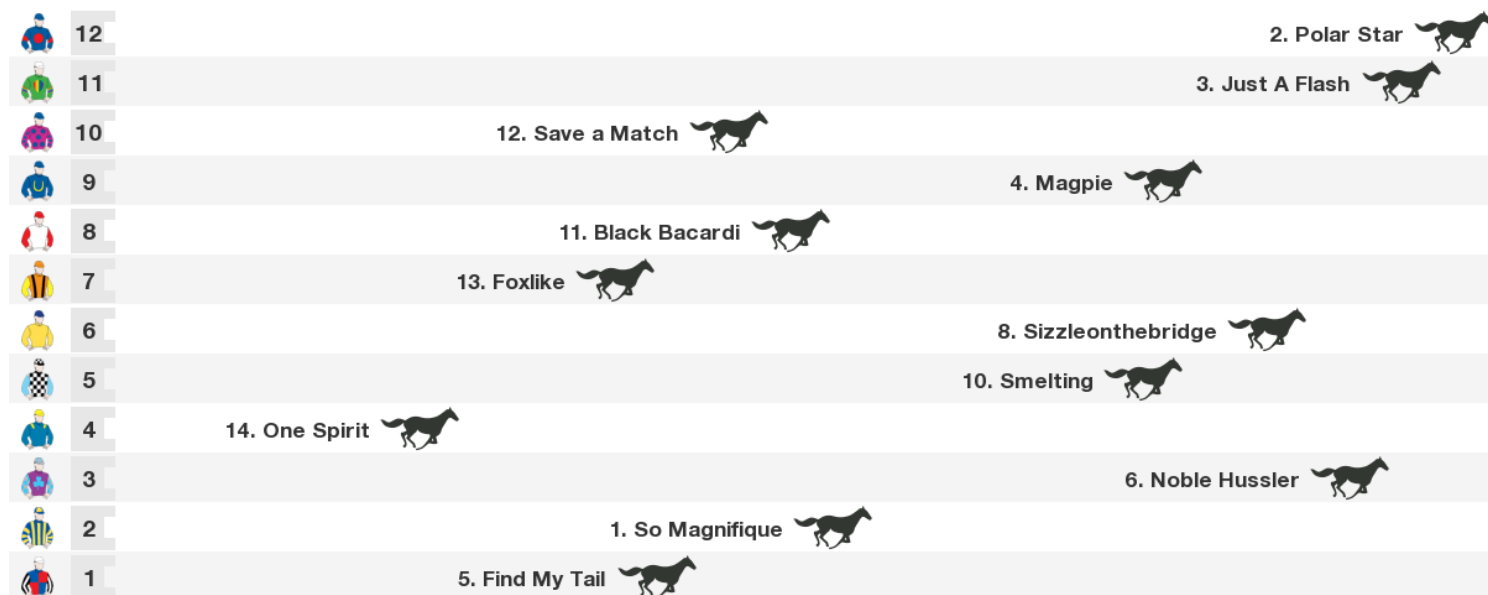 12 2. Polar Star
11 3. Just A Flash
10 12. Save a Match
9 4. Magpie
8 11. Black Bacardi
7 13. Foxlike
6 8. Sizzleonthebridge
5 10. Smelting
4 14. One Spirit
3 6. Noble Hussler
2 1. So Magnifique
1 5. Find My Tail